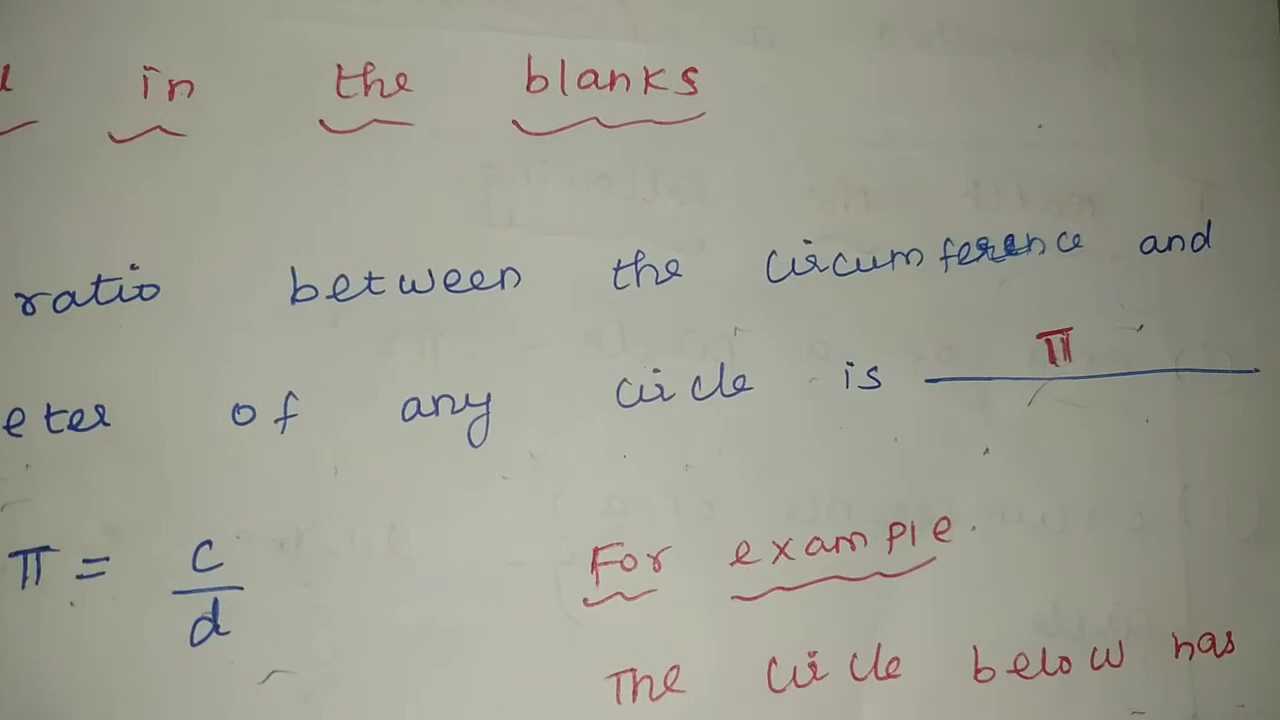 in the blanks
ratio between the circumference and
eter of any circle is π
π = c/d
For example.
The circle below has